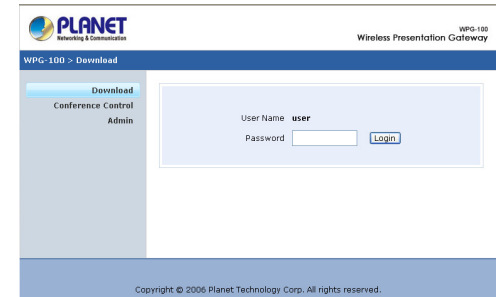 PLANET
Networking & Communication
WPG-100
Wireless Presentation Gateway
WPG-100 > Download
Download
Conference Control
Admin
User Name user
Password Login
Copyright © 2006 Planet Technology Corp. All rights reserved.